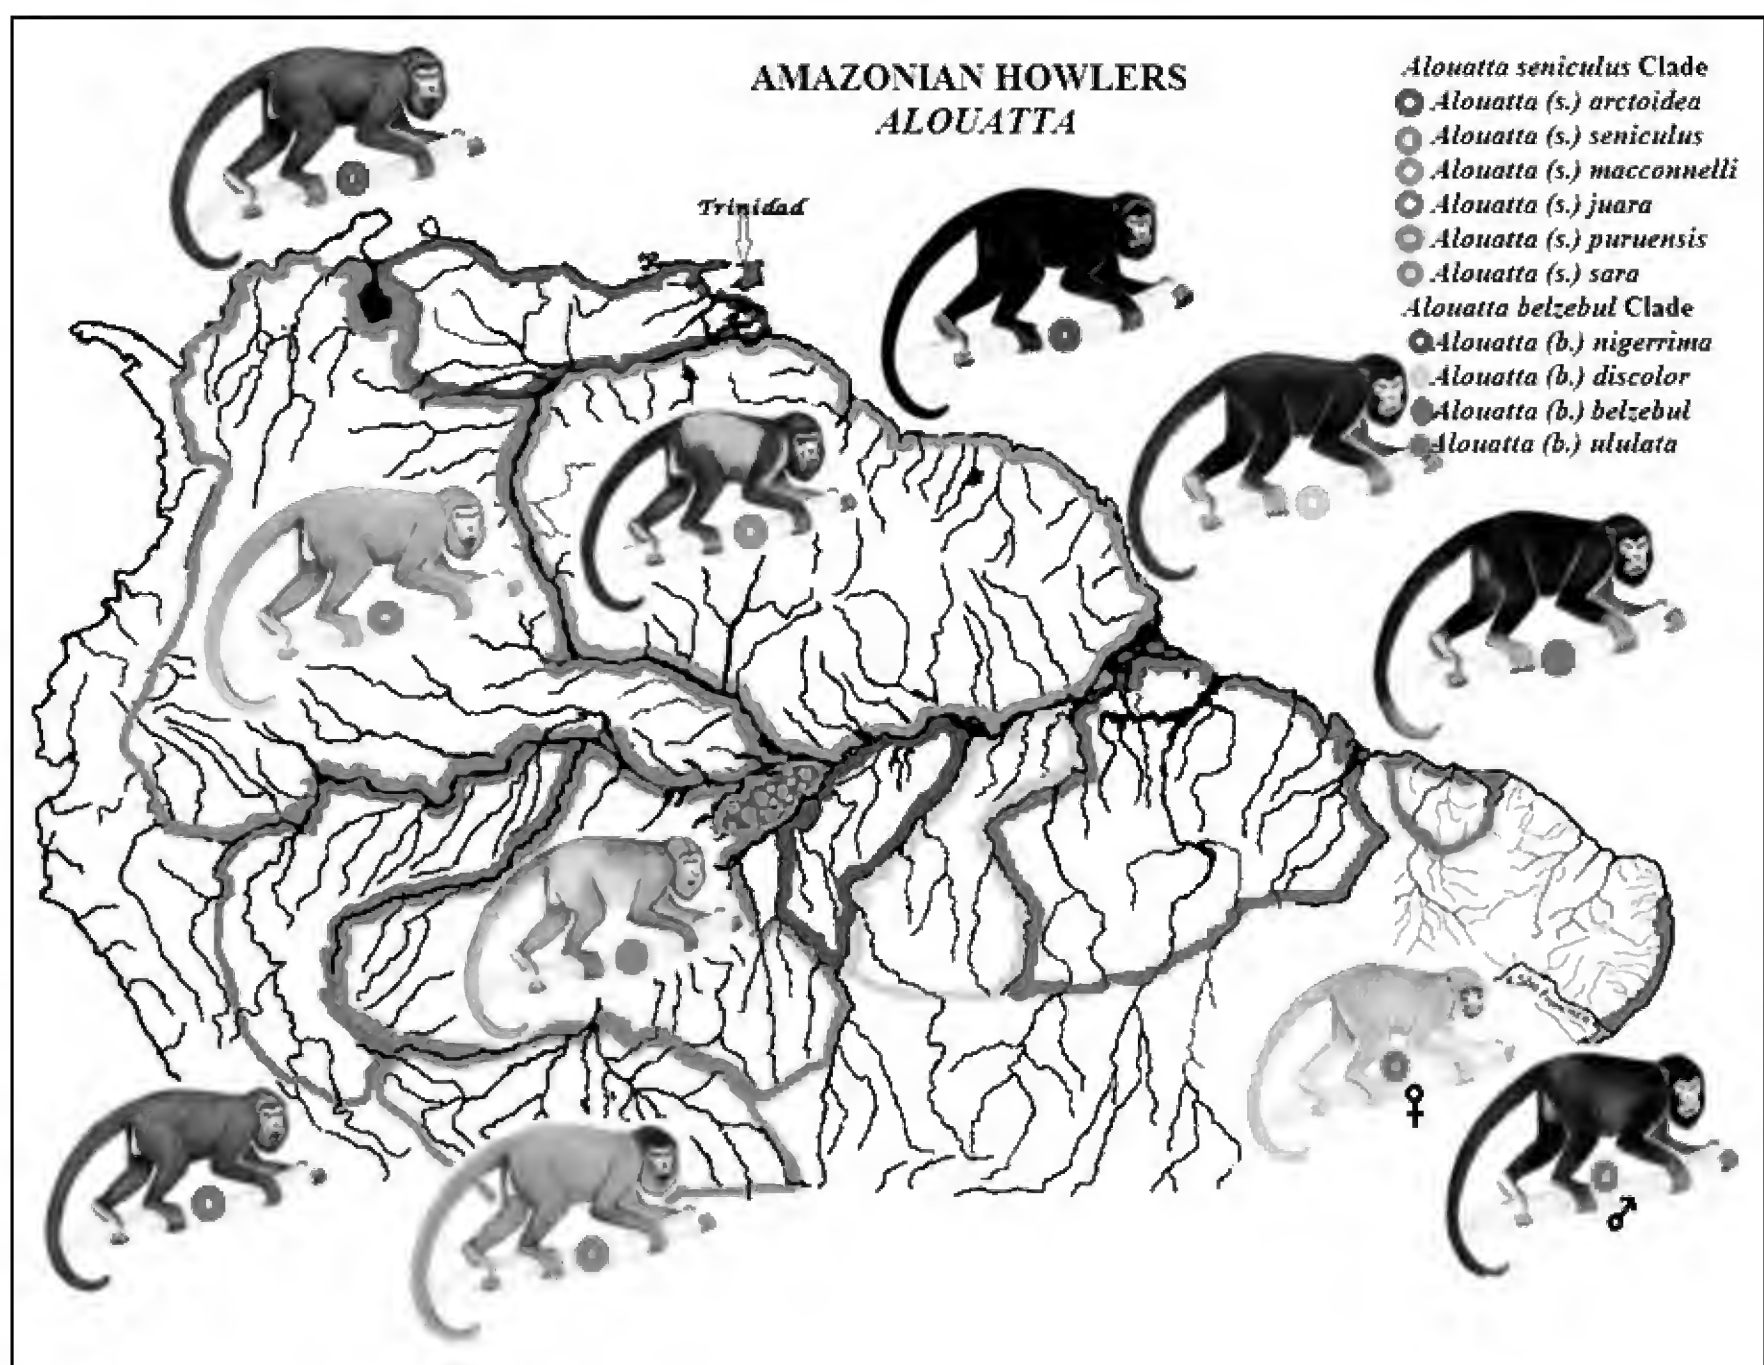 AMAZONIAN HOWLERS
ALOUATTA
Alouatta seniculus Clade
Alouatta (s.) arctoidea
Alouatta (s.) seniculus
Alouatta (s.) macconnelli
Alouatta (s.) juara
Alouatta (s.) puruensis
Alouatta (s.) sara
Alouatta belzebul Clade
Alouatta (b.) nigerrima
Alouatta (b.) discolor
Alouatta (b.) belzebul
Alouatta (b.) ululata
Trinidad
♀
♂